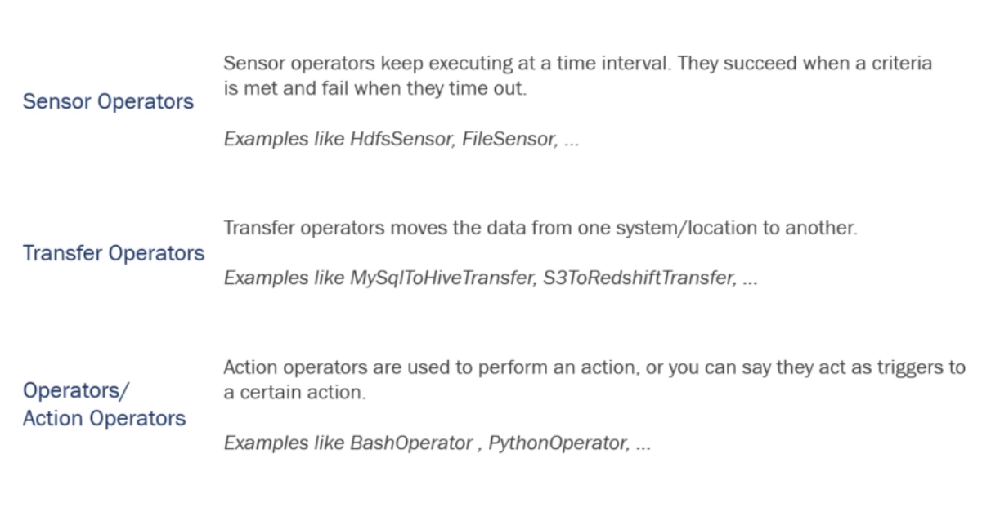 Sensor Operators
Sensor operators keep executing at a time interval. They succeed when a criteria
is met and fail when they time out.
Examples like HdfsSensor, FileSensor, ...
Transfer Operators
Transfer operators moves the data from one system/location to another.
Examples like MySqlToHiveTransfer, S3ToRedshiftTransfer, ...
Operators/
Action Operators
Action operators are used to perform an action, or you can say they act as triggers to
a certain action.
Examples like BashOperator , PythonOperator, ...